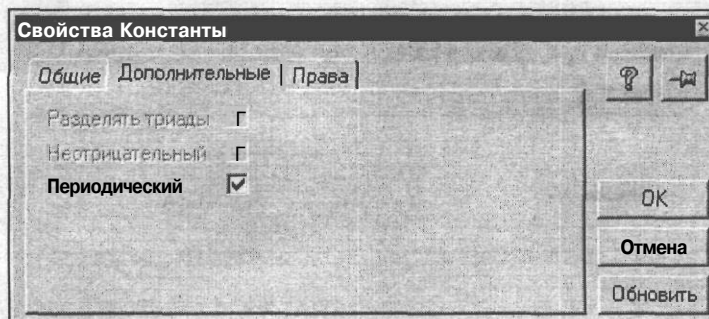 Свойства Константы
Общие Дополнительные Права
Разделять триады
Неотрицательный
Периодический
OK
Отмена
Обновить